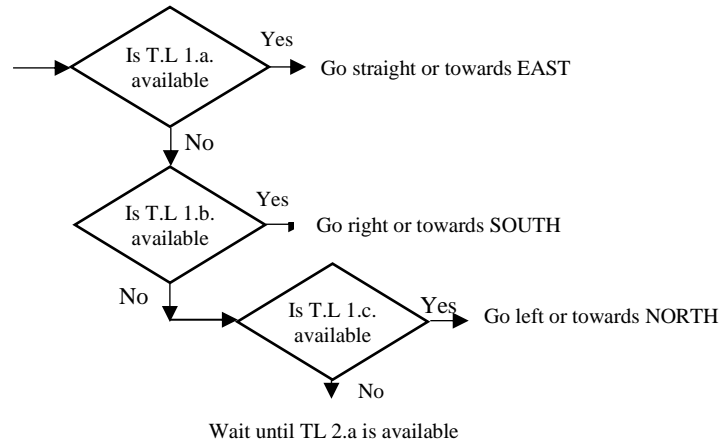 Is T.L 1.a.
available
Yes
Go straight or towards EAST
No
Is T.L 1.b.
available
Yes
Go right or towards SOUTH
No
Is T.L 1.c.
available
Yes
Go left or towards NORTH
No
Wait until TL 2.a is available